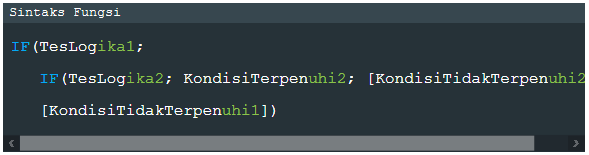 Sintaks Fungsi
IF(TesLogika1;
IF(TesLogika2; KondisiTerpenuhi2; [KondisiTidakTerpenuhi2
[KondisiTidakTerpenuhi1])